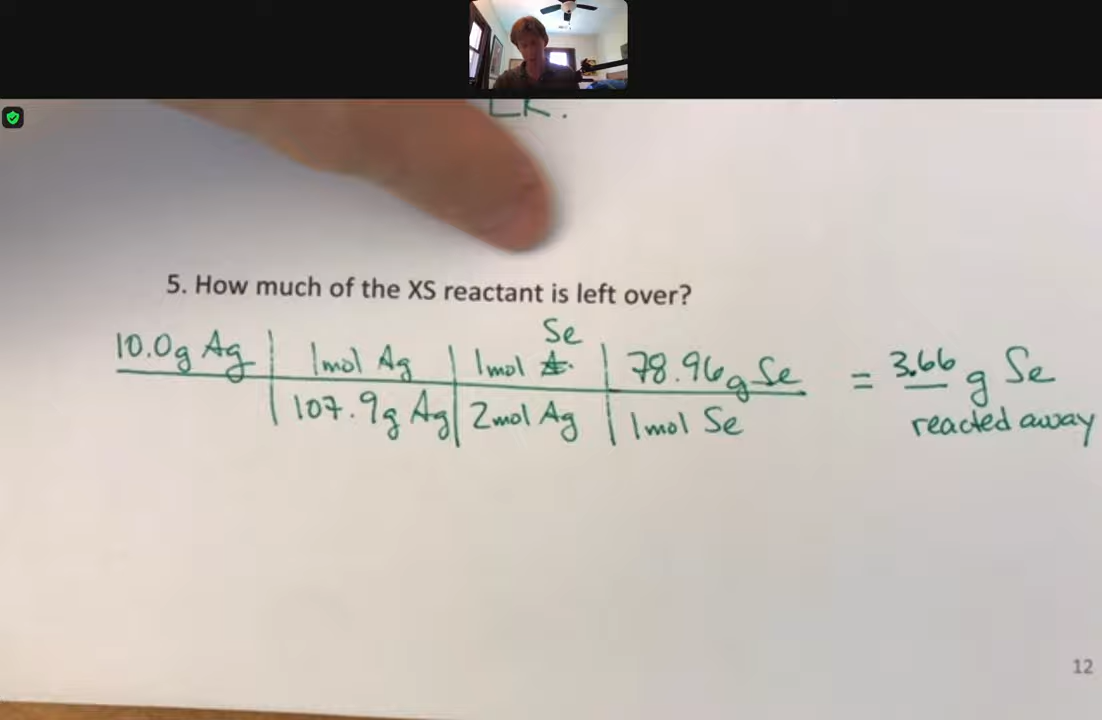 LR.
5. How much of the XS reactant is left over?
Se
10.0g Ag 1mol Ag 1mol 78.96g Se = 3.66 g Se
107.9g Ag 2mol Ag 1mol Se reacted away
12